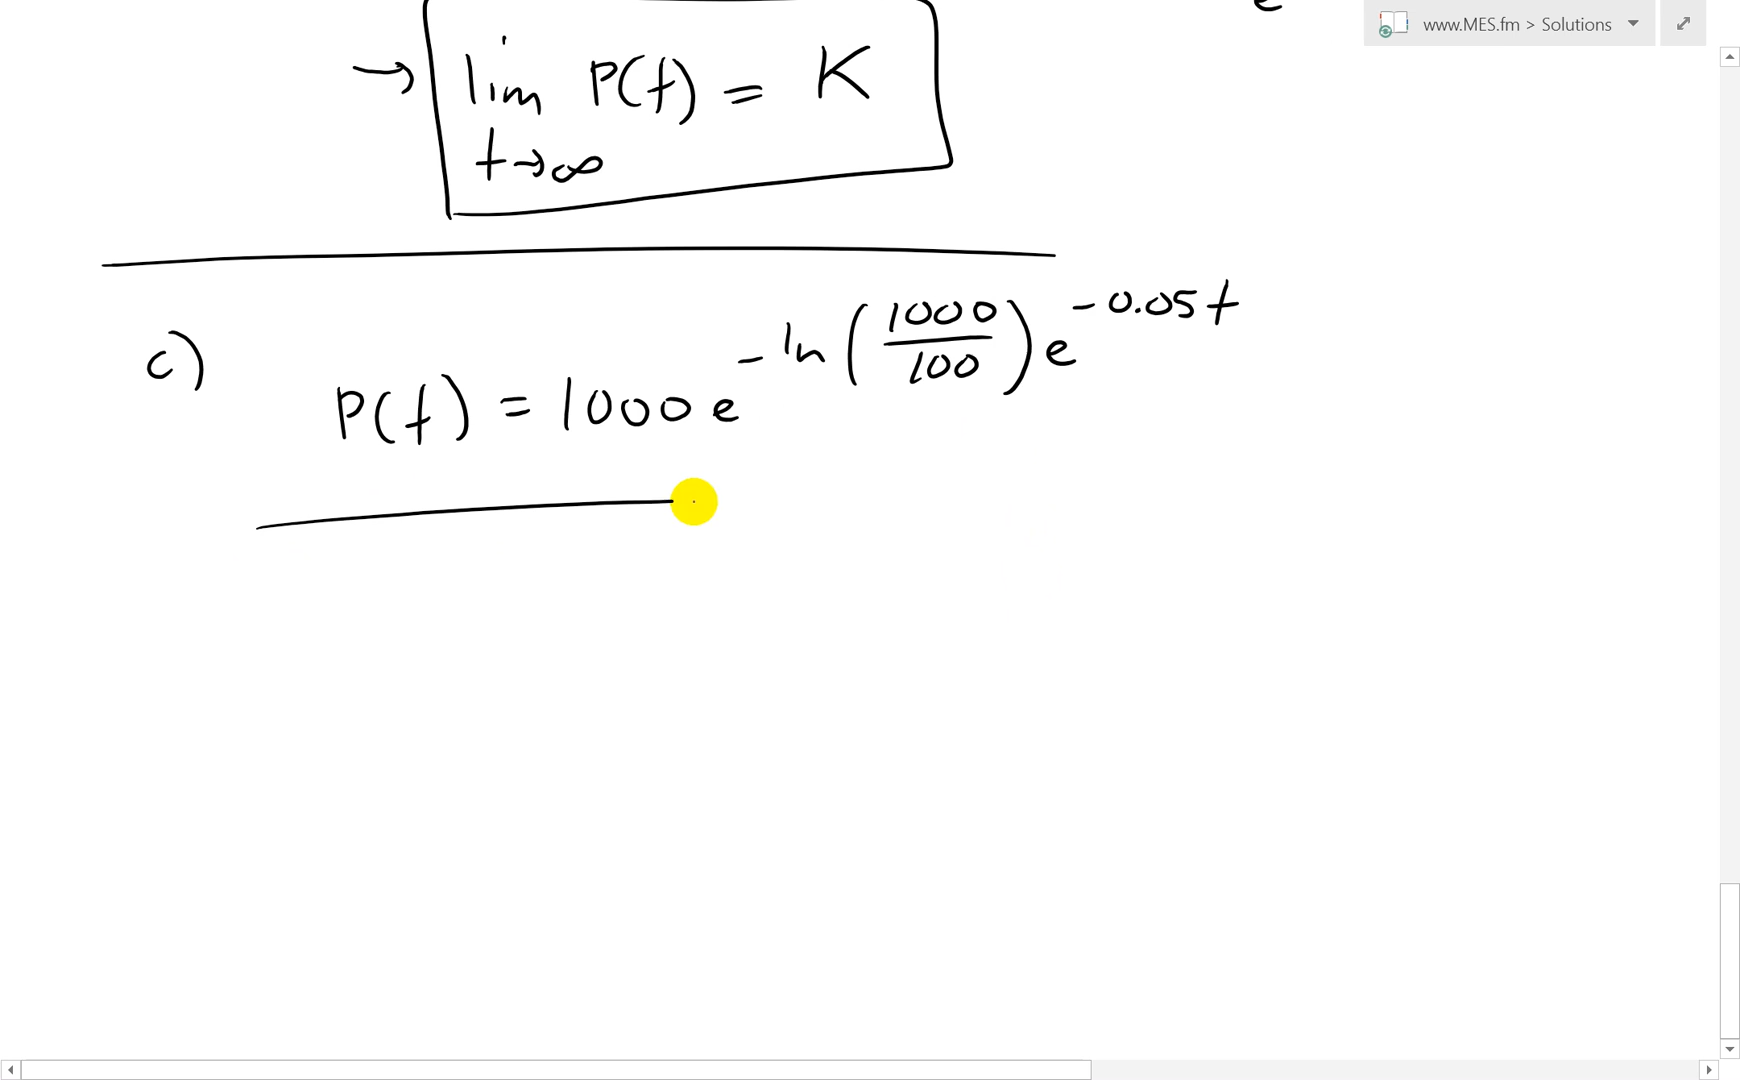 www.MES.fm > Solutions
→ lim P(t) = K
t→∞
c) P(t) = 1000 e^{-ln(1000/100) e^{-0.05t}}